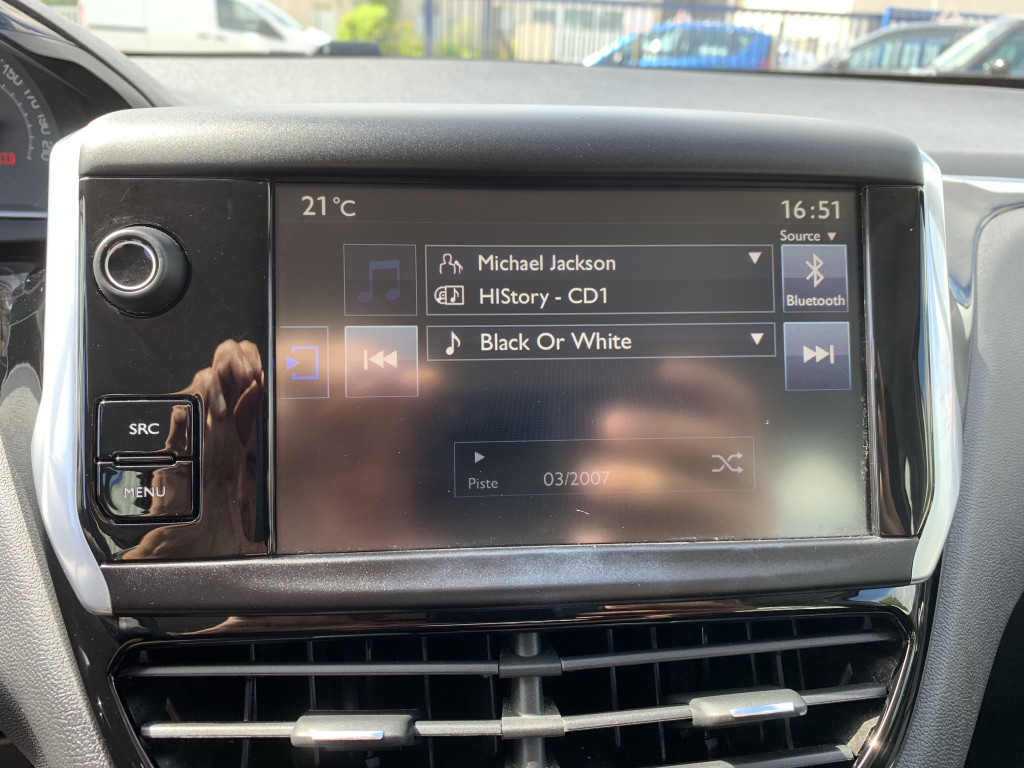 21°C
16:51
Source ▼
Michael Jackson
HIStory - CD1
Bluetooth
Black Or White
SRC
MENU
Piste 03/2007